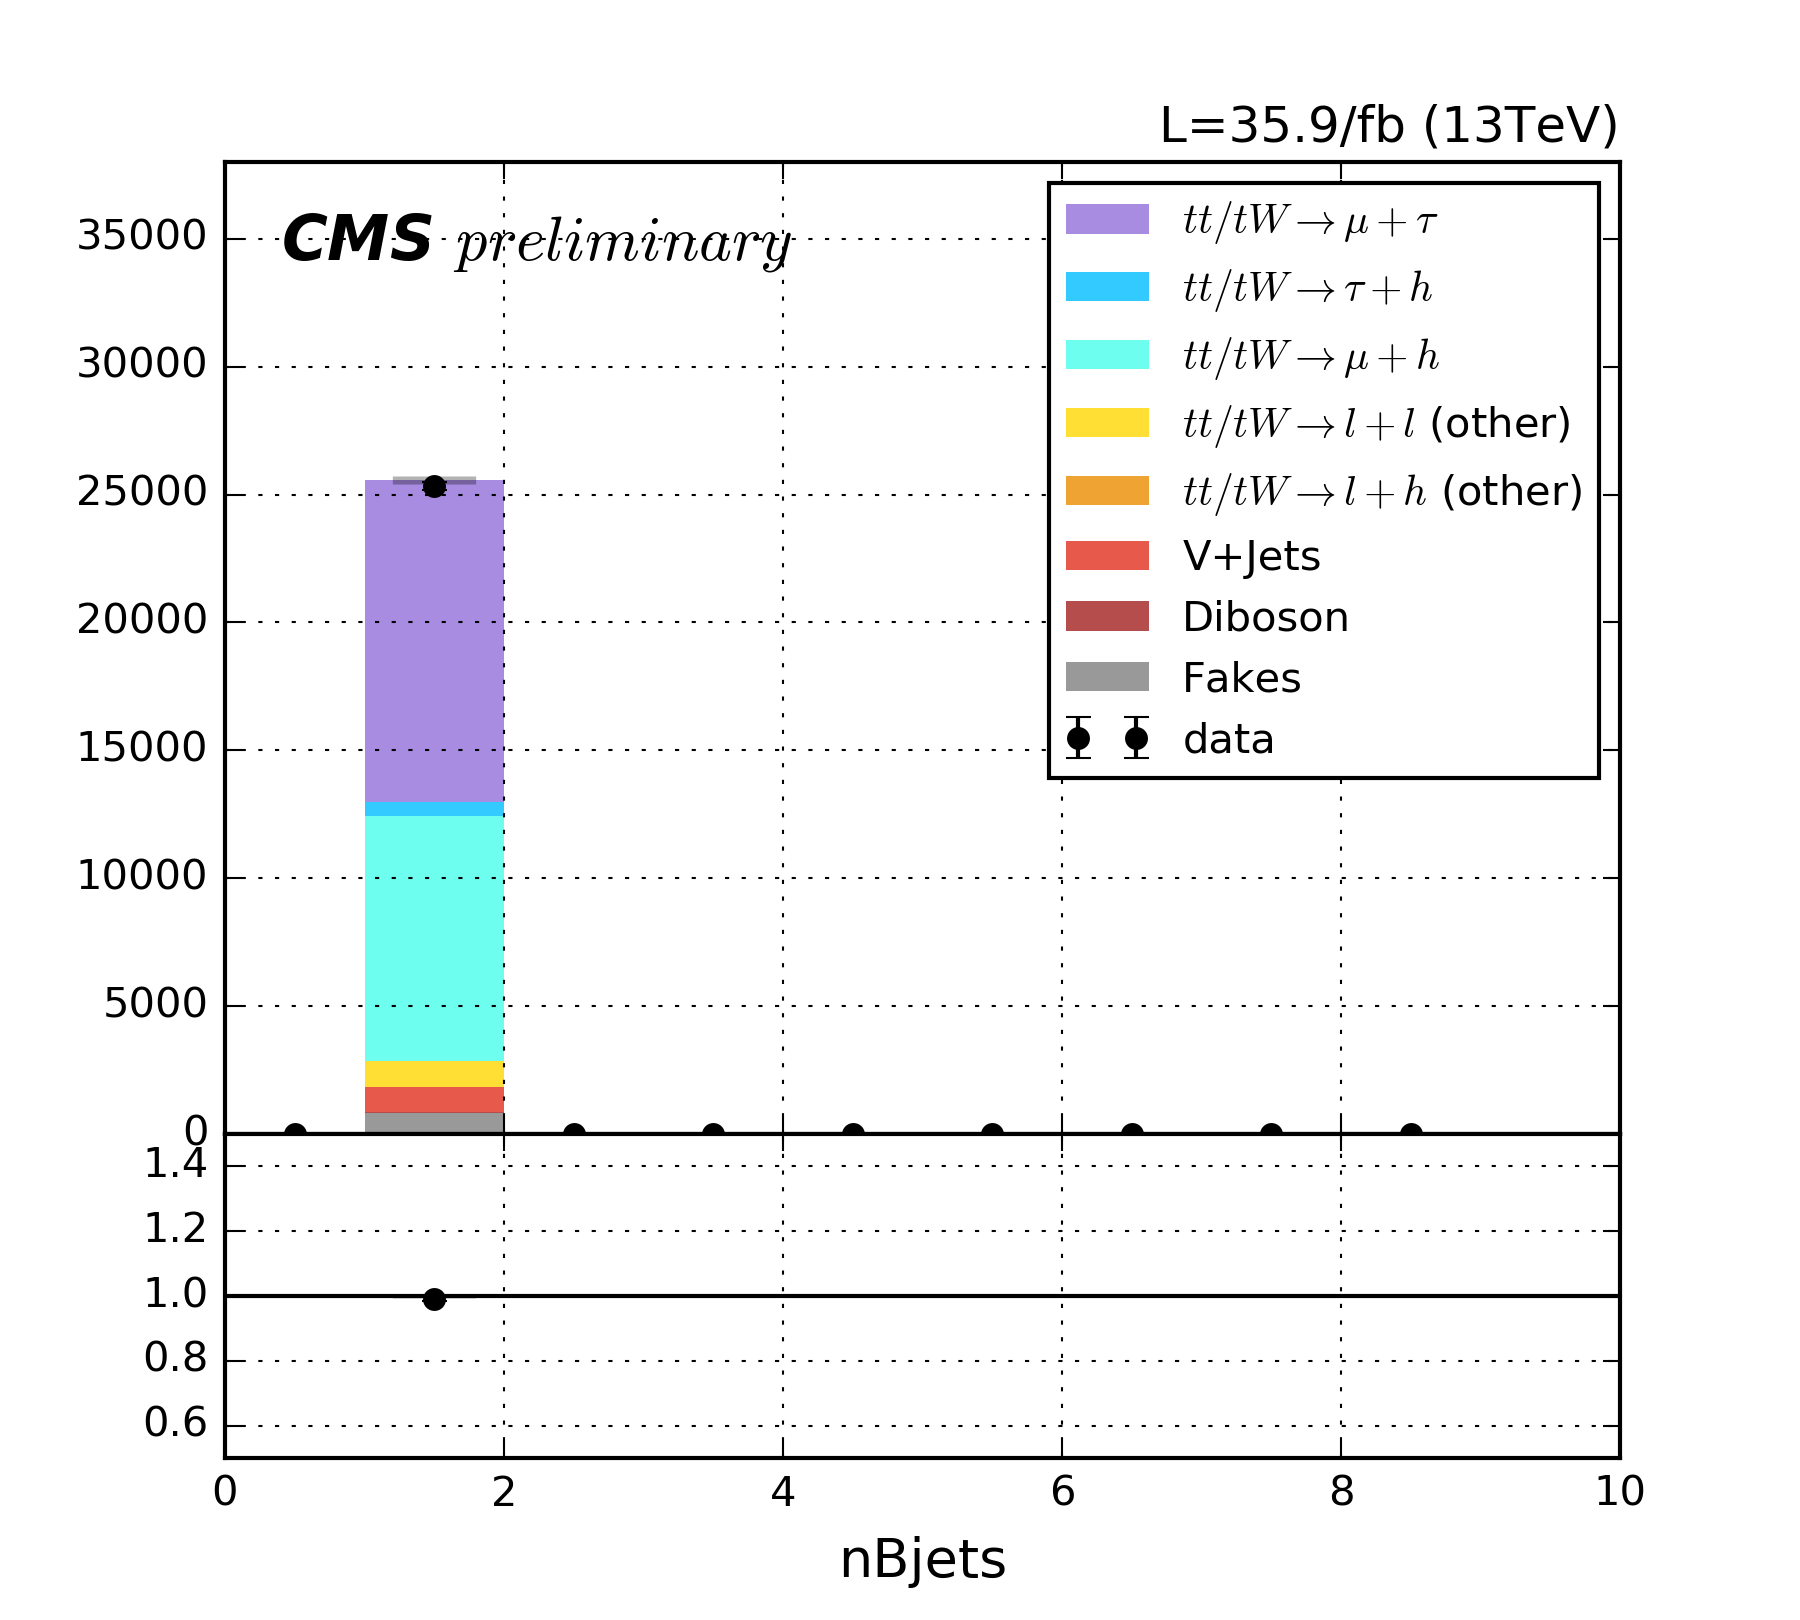 L=35.9/fb (13TeV)
CMS preliminary
35000
30000
25000
20000
15000
10000
5000
0
tt/tW→μ+τ
tt/tW→τ+h
tt/tW→μ+h
tt/tW→l+l (other)
tt/tW→l+h (other)
V+Jets
Diboson
Fakes
data
1.4
1.2
1.0
0.8
0.6
0 2 4 6 8 10
nBjets